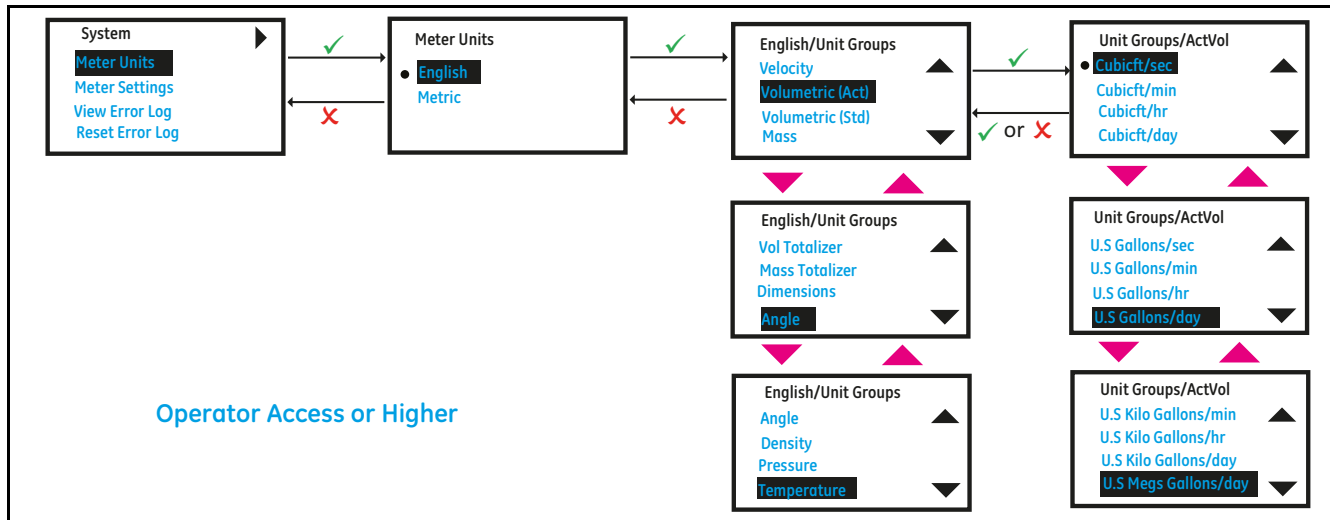 System
Meter Units
Meter Settings
View Error Log
Reset Error Log
Meter Units
English
Metric
English/Unit Groups
Velocity
Volumetric (Act)
Volumetric (Std)
Mass
✓ or ✗
Unit Groups/ActVol
Cubicft/sec
Cubicft/min
Cubicft/hr
Cubicft/day
English/Unit Groups
Vol Totalizer
Mass Totalizer
Dimensions
Angle
Unit Groups/ActVol
U.S Gallons/sec
U.S Gallons/min
U.S Gallons/hr
U.S Gallons/day
Operator Access or Higher
English/Unit Groups
Angle
Density
Pressure
Temperature
Unit Groups/ActVol
U.S Kilo Gallons/min
U.S Kilo Gallons/hr
U.S Kilo Gallons/day
U.S Megs Gallons/day